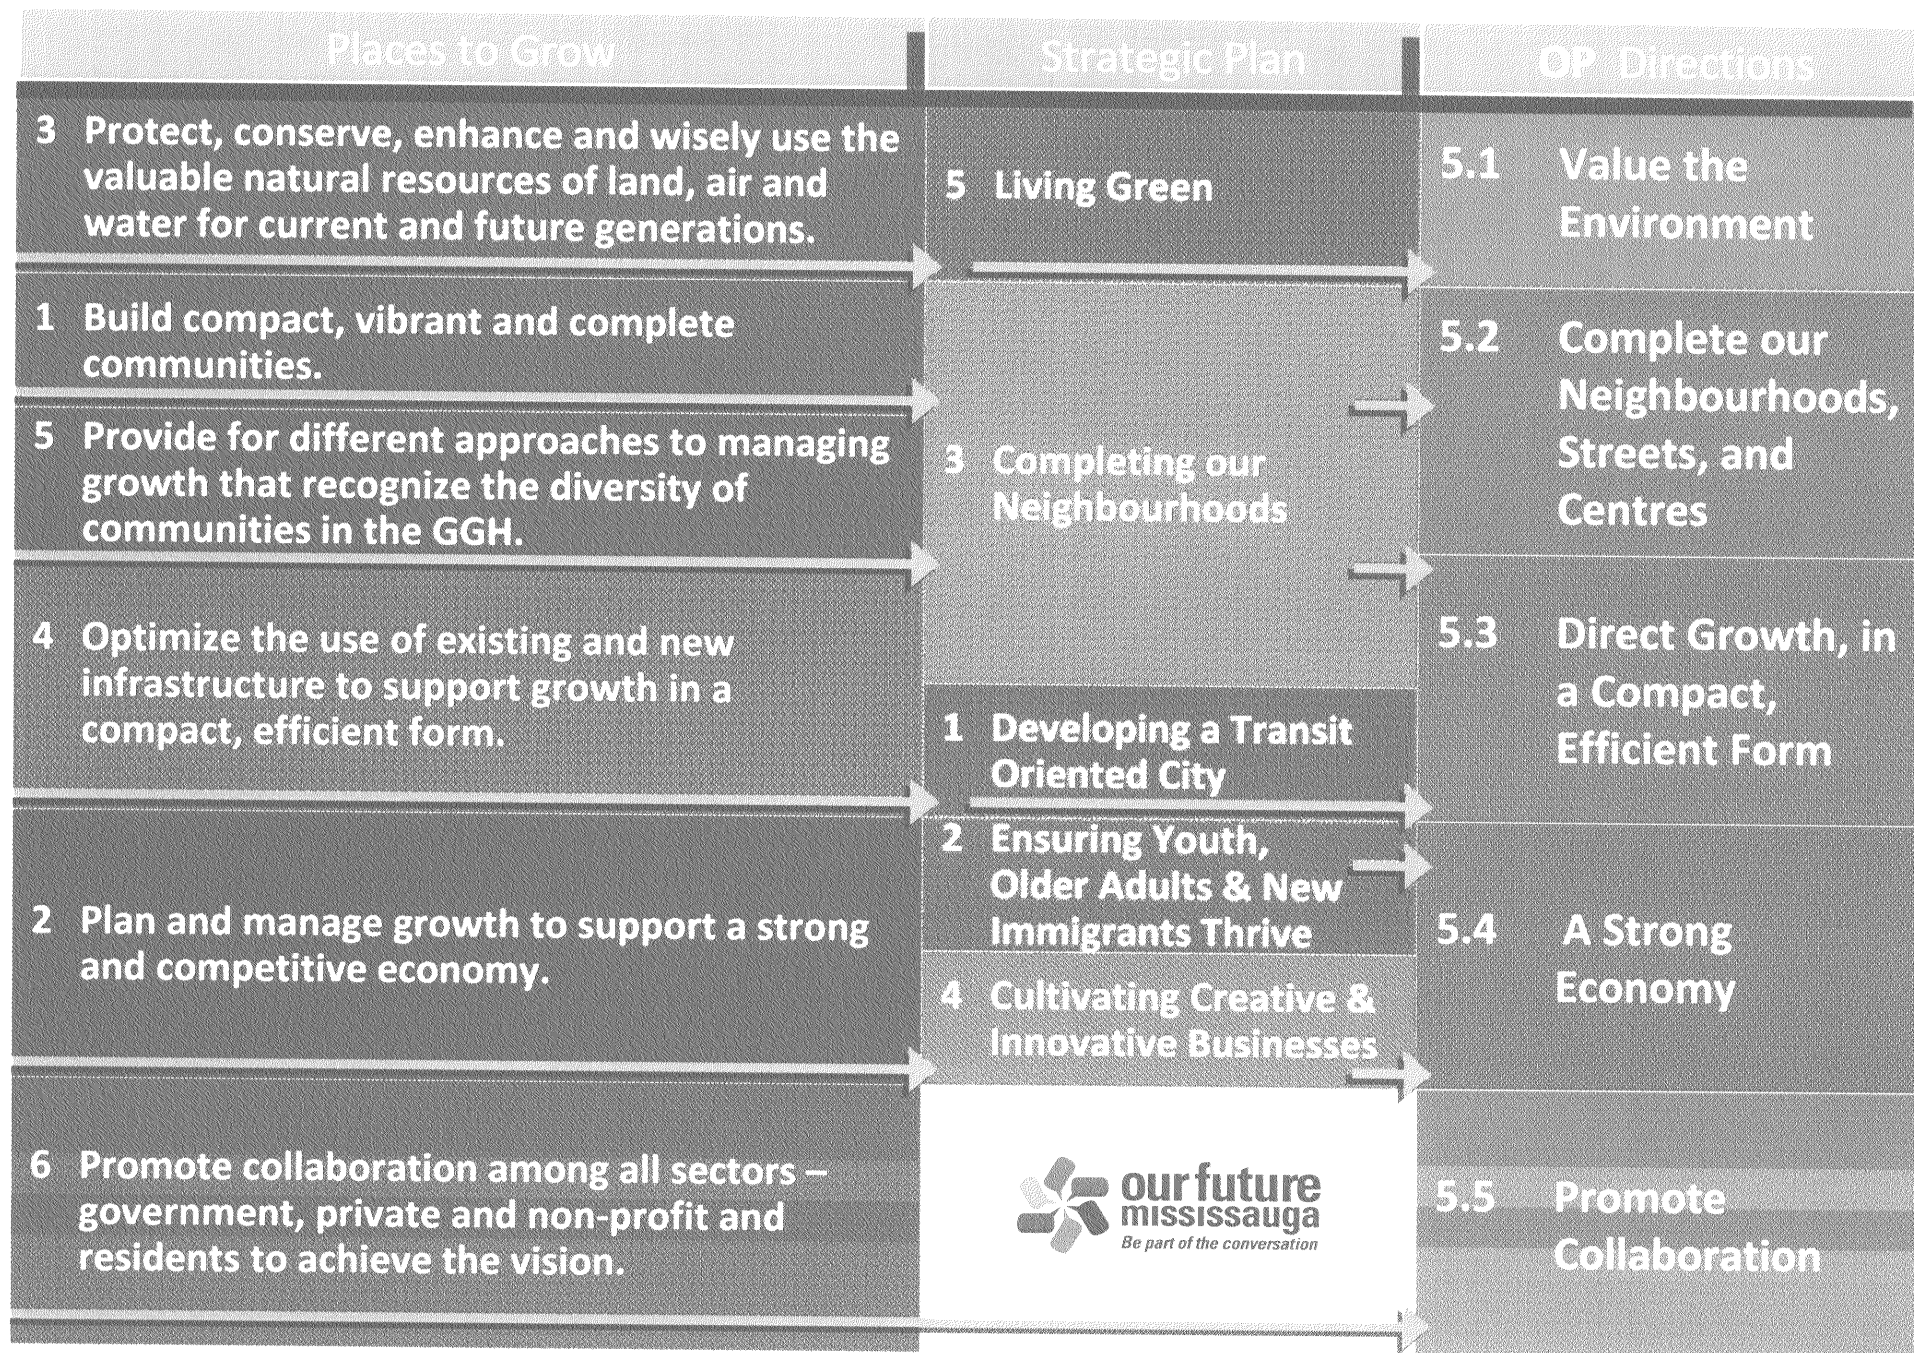 Places to Grow
Strategic Plan
OP Directions
3 Protect, conserve, enhance and wisely use the
valuable natural resources of land, air and
water for current and future generations.
5 Living Green
5.1 Value the
Environment
1 Build compact, vibrant and complete
communities.
5 Provide for different approaches to managing
growth that recognize the diversity of
communities in the GGH.
3 Completing our
Neighbourhoods
5.2 Complete our
Neighbourhoods,
Streets, and
Centres
4 Optimize the use of existing and new
infrastructure to support growth in a
compact, efficient form.
1 Developing a Transit
Oriented City
5.3 Direct Growth, in
a Compact,
Efficient Form
2 Plan and manage growth to support a strong
and competitive economy.
2 Ensuring Youth,
Older Adults & New
Immigrants Thrive
4 Cultivating Creative &
Innovative Businesses
5.4 A Strong
Economy
6 Promote collaboration among all sectors –
government, private and non-profit and
residents to achieve the vision.
our future
mississauga
Be part of the conversation
5.5 Promote
Collaboration